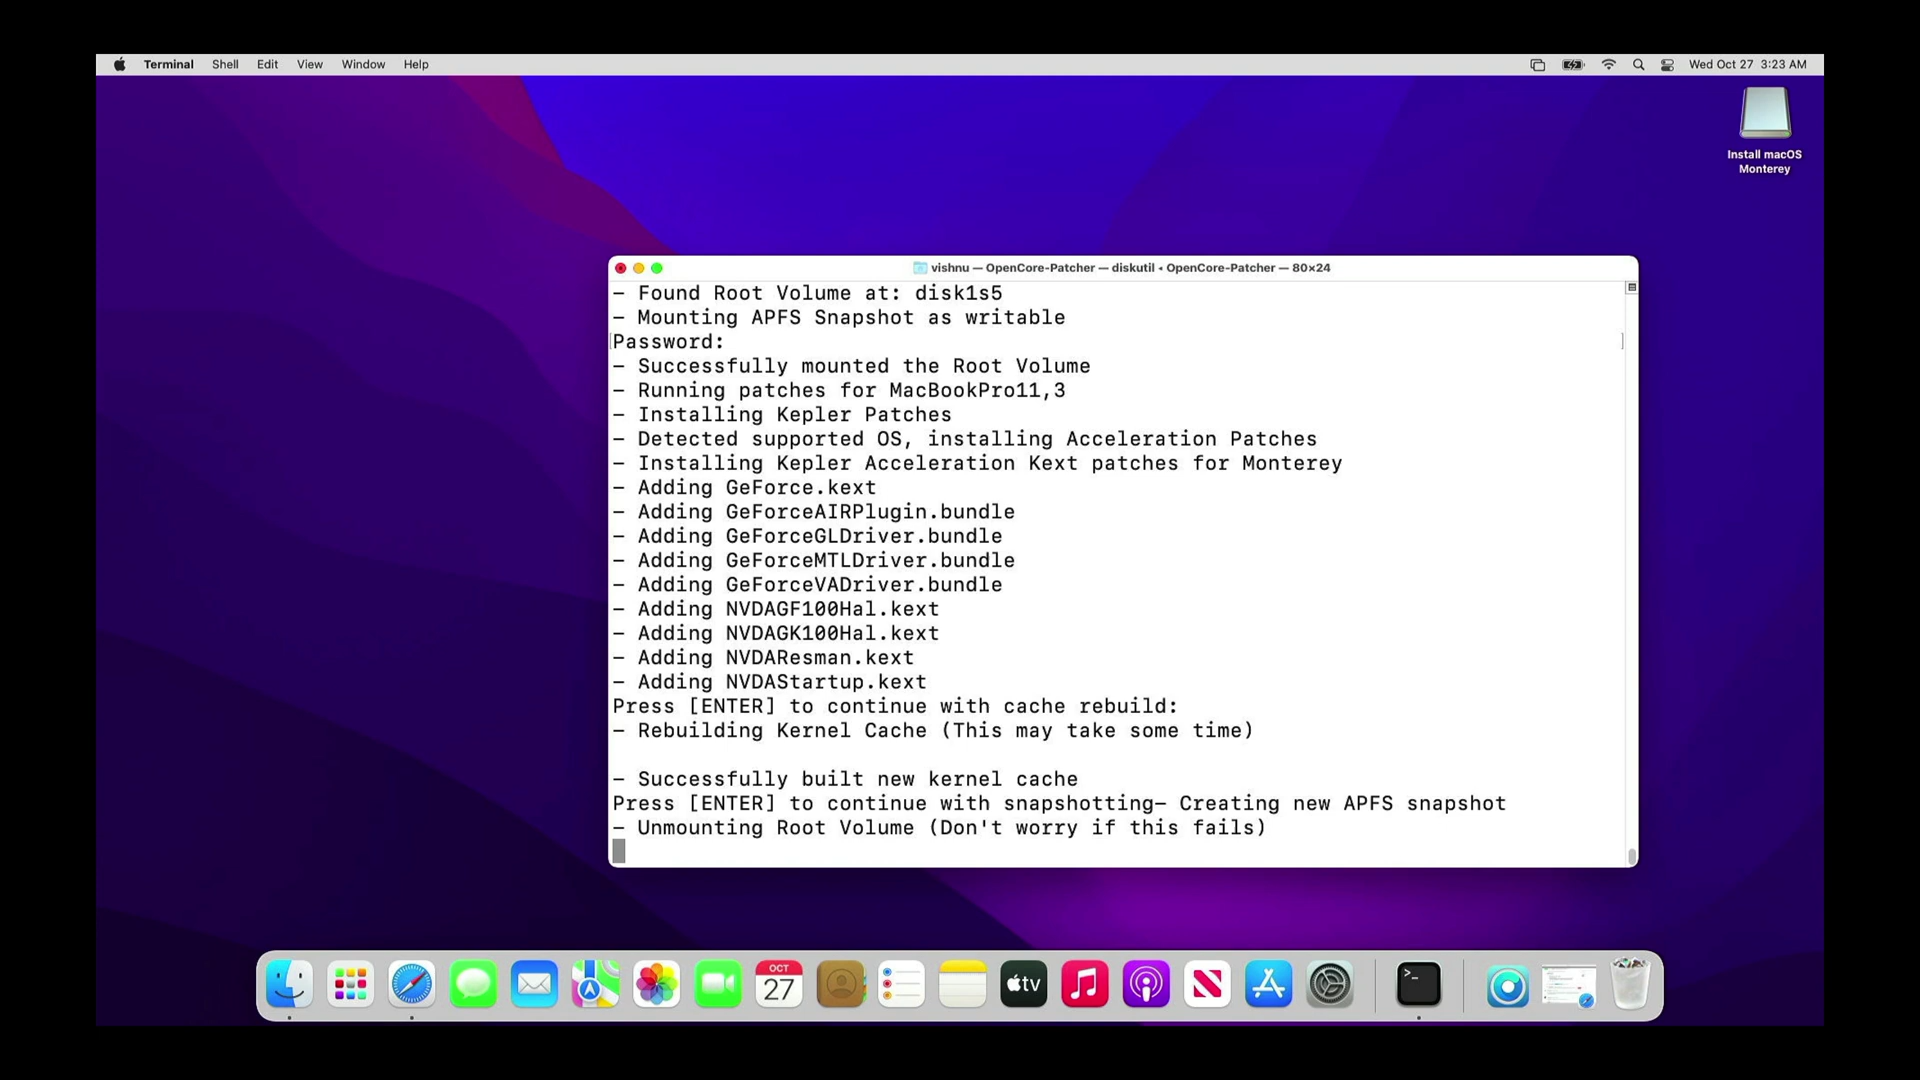 Terminal Shell Edit View Window Help Wed Oct 27 3:23 AM
Install macOS
Monterey
vishnu — OpenCore-Patcher — diskutil ◂ OpenCore-Patcher — 80×24
– Found Root Volume at: disk1s5
– Mounting APFS Snapshot as writable
Password:
– Successfully mounted the Root Volume
– Running patches for MacBookPro11,3
– Installing Kepler Patches
– Detected supported OS, installing Acceleration Patches
– Installing Kepler Acceleration Kext patches for Monterey
– Adding GeForce.kext
– Adding GeForceAIRPlugin.bundle
– Adding GeForceGLDriver.bundle
– Adding GeForceMTLDriver.bundle
– Adding GeForceVADriver.bundle
– Adding NVDAGF100Hal.kext
– Adding NVDAGK100Hal.kext
– Adding NVDAResman.kext
– Adding NVDAStartup.kext
Press [ENTER] to continue with cache rebuild:
– Rebuilding Kernel Cache (This may take some time)
– Successfully built new kernel cache
Press [ENTER] to continue with snapshotting– Creating new APFS snapshot
– Unmounting Root Volume (Don't worry if this fails)
OCT
27
tv
>_